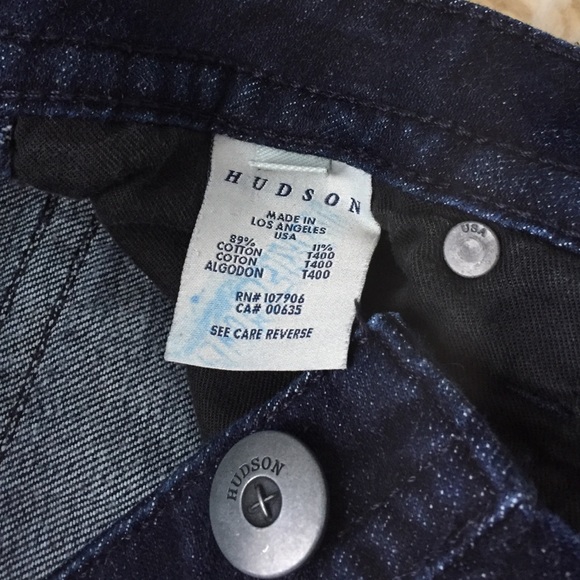 HUDSON
MADE IN
LOS ANGELES
USA
89% 11%
COTTON T400
COTON T400
ALGODON T400
RN# 107906
CA# 00635
SEE CARE REVERSE
USA
HUDSON